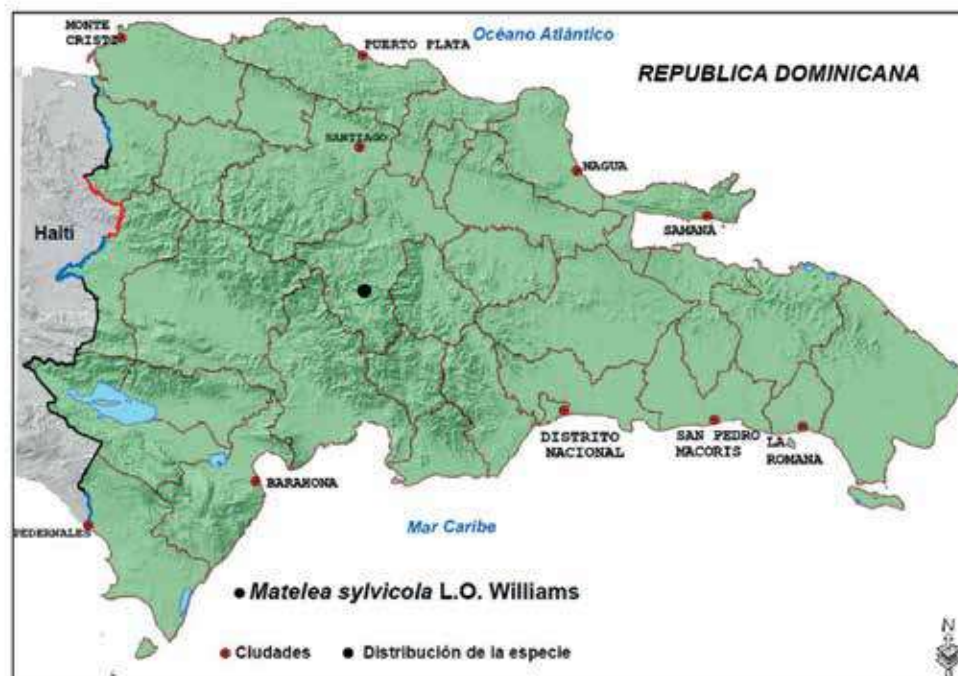 MONTE
CRISTI
Océano Atlántico
PUERTO PLATA
REPUBLICA DOMINICANA
SANTIAGO
NAGUA
Haití
SAMANA
DISTRITO
NACIONAL
SAN PEDRO
MACORIS
LA
ROMANA
BARAHONA
PEDERNALES
Mar Caribe
Matelea sylvicola L.O. Williams
Ciudades
Distribución de la especie
N